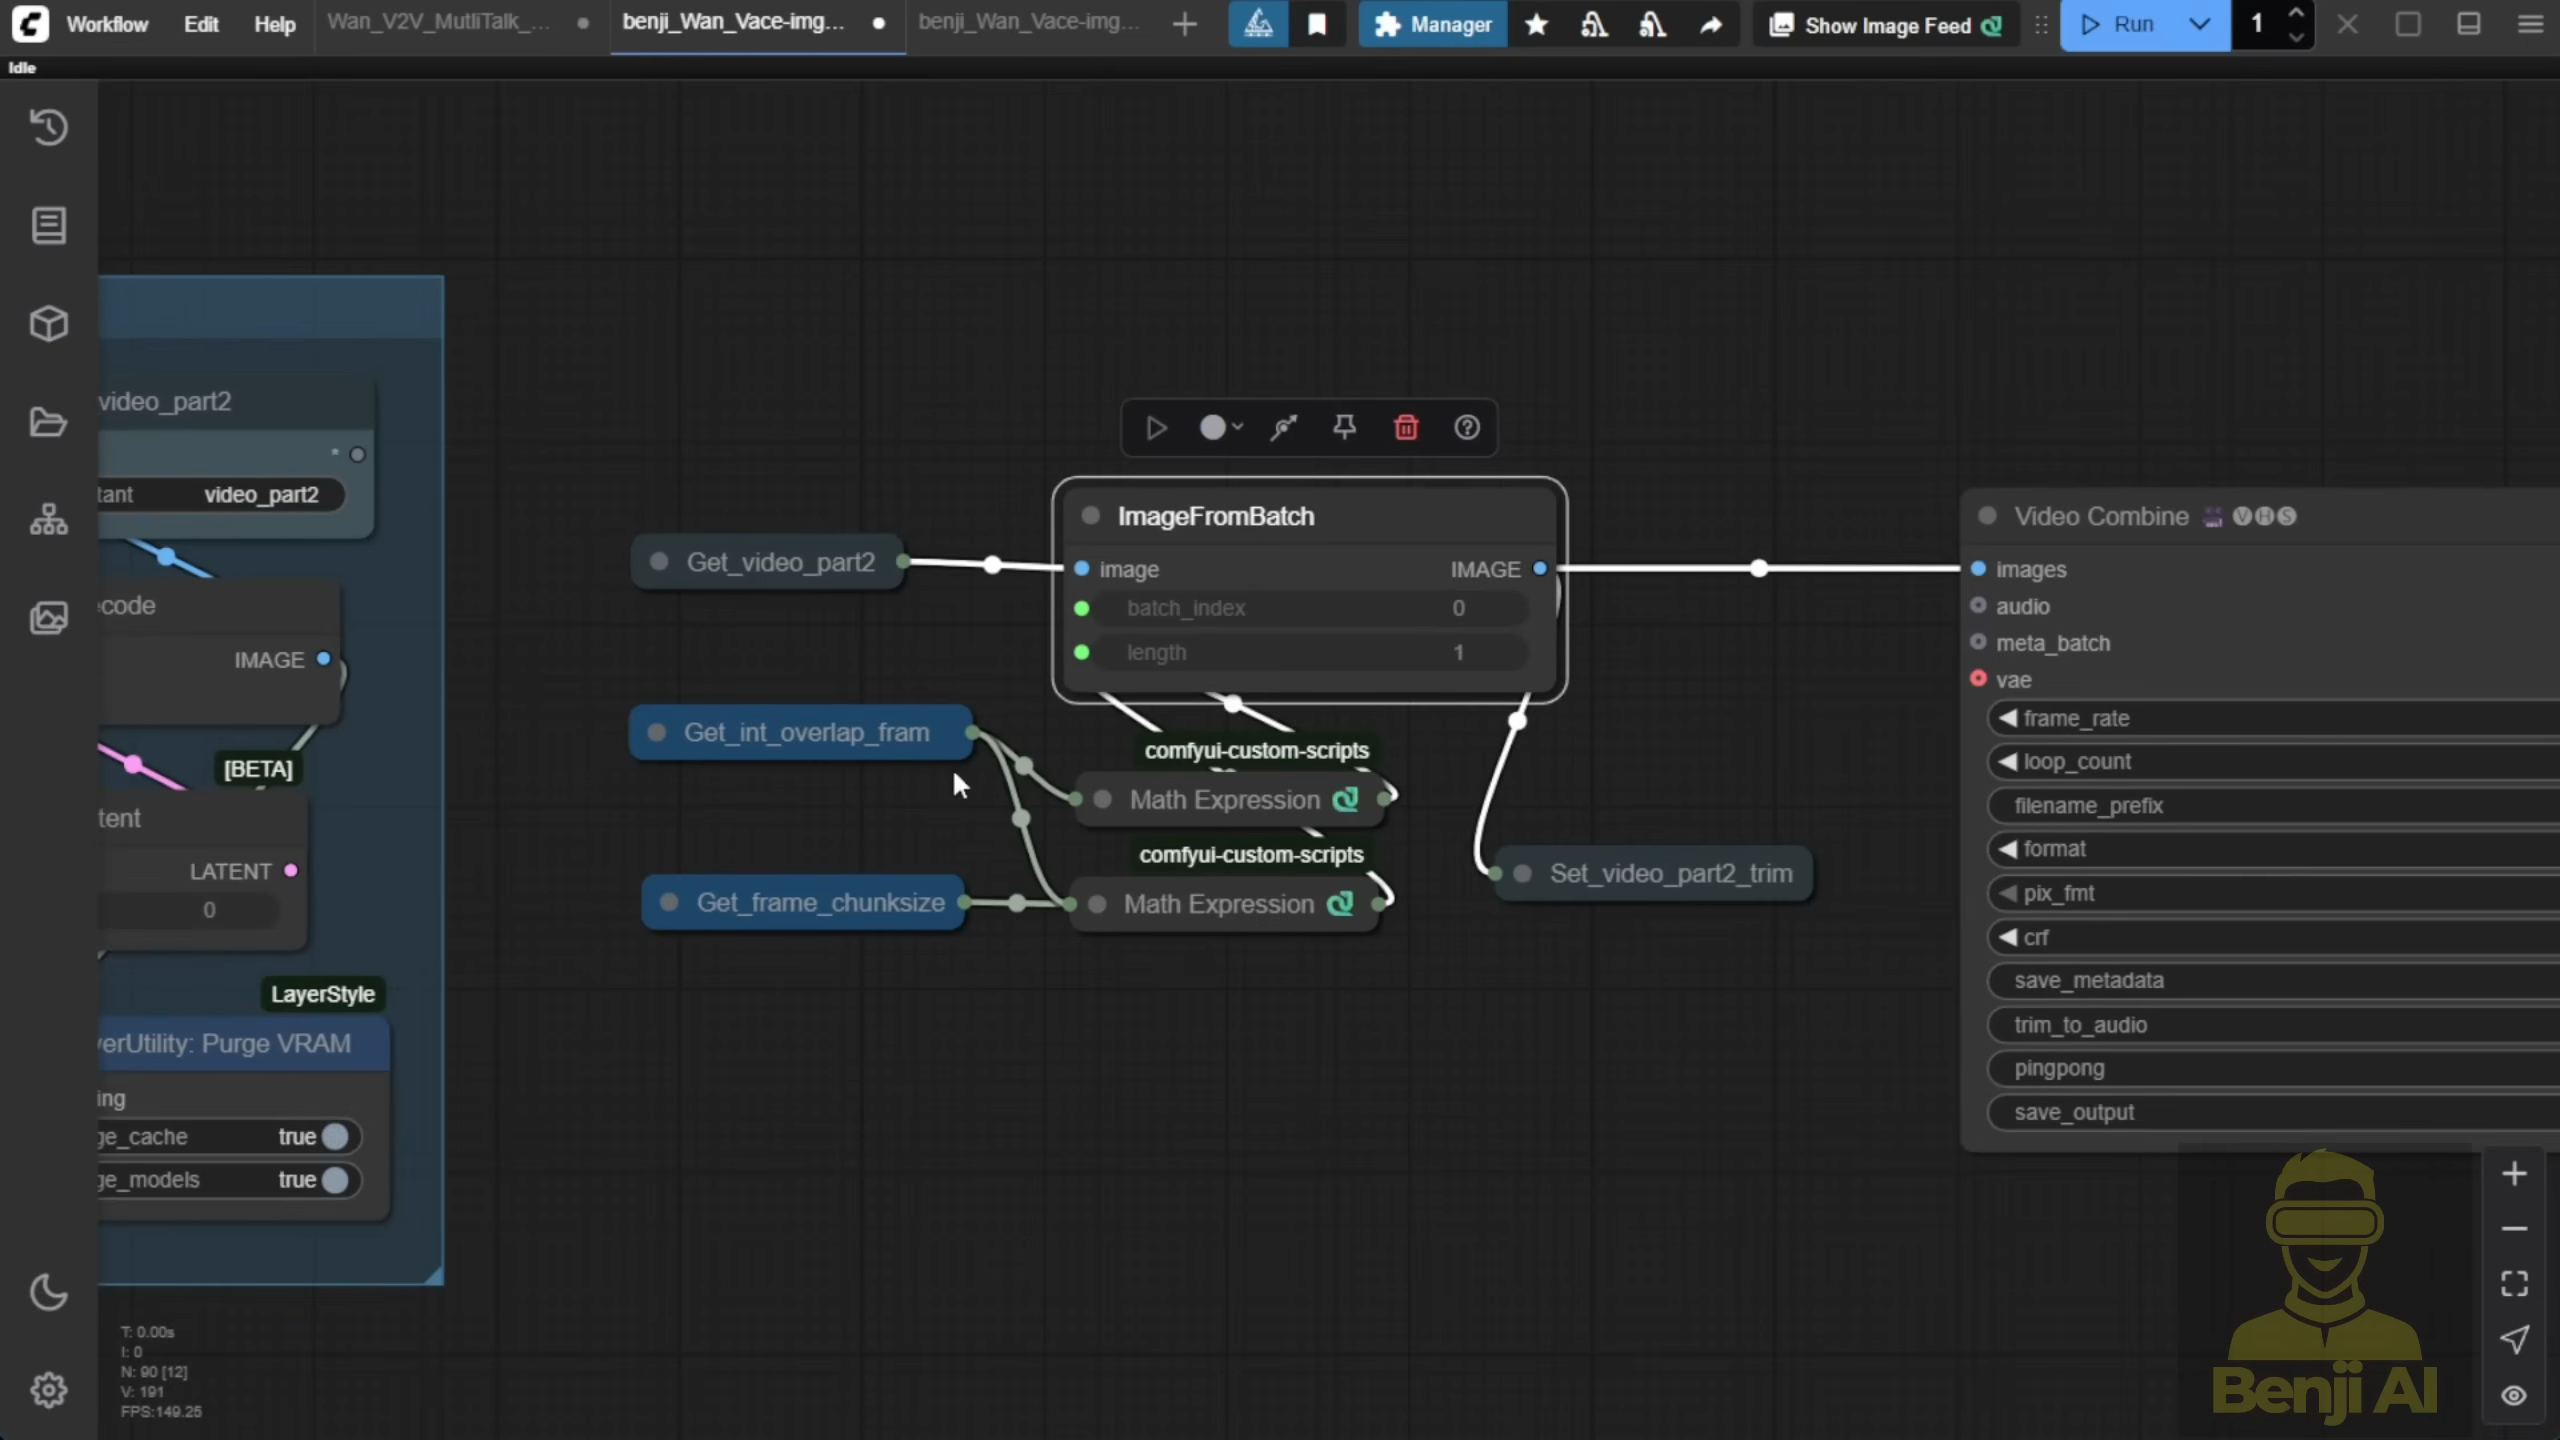 Workflow
Edit
Help
Wan_V2V_MutliTalk_...
benji_Wan_Vace-img...
benji_Wan_Vace-img...
Manager
Show Image Feed
Run
1
Idle
video_part2
*
tant
video_part2
ecode
IMAGE
[BETA]
tent
LATENT
0
LayerStyle
erUtility: Purge VRAM
ing
ge_cache
true
ge_models
true
Get_video_part2
ImageFromBatch
image
IMAGE
batch_index
0
length
1
Get_int_overlap_fram
comfyui-custom-scripts
Math Expression
comfyui-custom-scripts
Get_frame_chunksize
Math Expression
Set_video_part2_trim
Video Combine
VHS
images
audio
meta_batch
vae
frame_rate
loop_count
filename_prefix
format
pix_fmt
crf
save_metadata
trim_to_audio
pingpong
save_output
T: 0.00s
I: 0
N: 90 [12]
V: 191
FPS:149.25
Benji AI